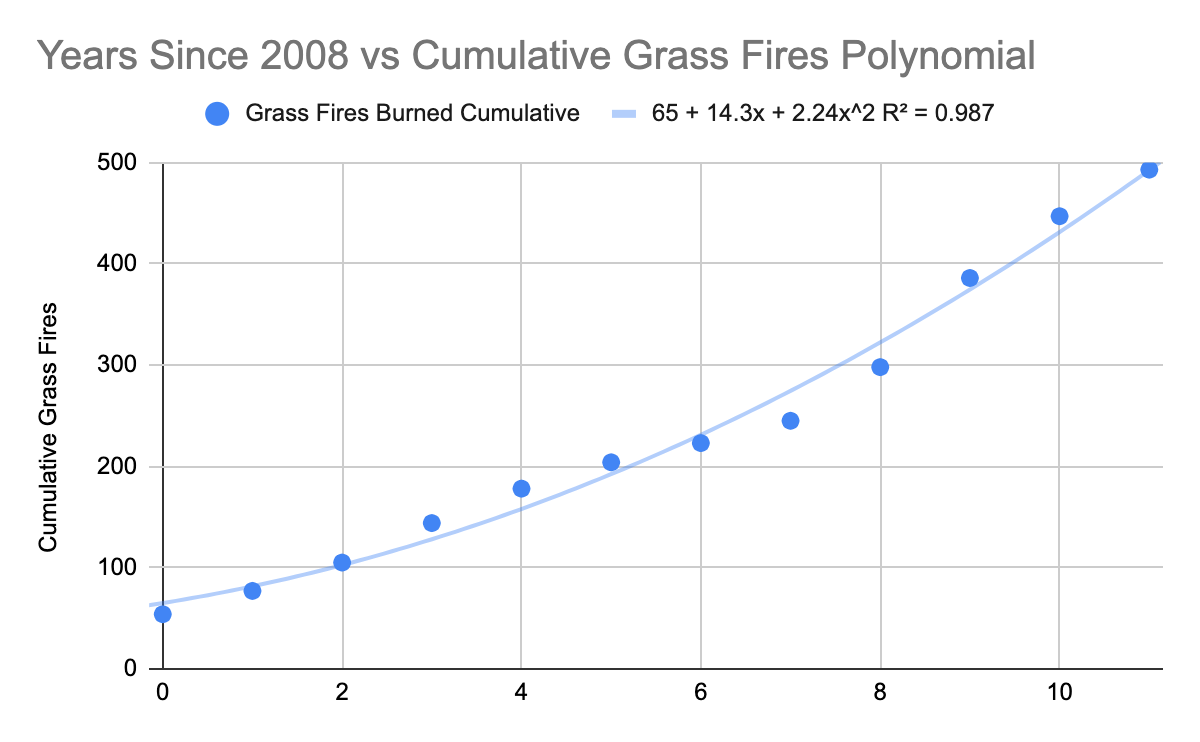 Years Since 2008 vs Cumulative Grass Fires Polynomial
Grass Fires Burned Cumulative 65 + 14.3x + 2.24x^2 R² = 0.987
Cumulative Grass Fires
500
400
300
200
100
0
0 2 4 6 8 10